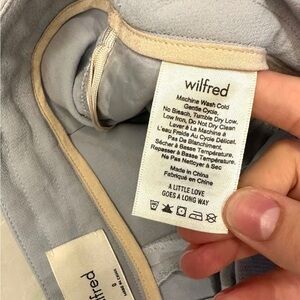 wilfred
Machine Wash Cold
Gentle Cycle,
No Bleach, Tumble Dry Low,
Low Iron, Do Not Dry Clean
Laver à La Machine à
L'eau Froide Au Cycle Délicat,
Pas De Blanchiment,
Sécher à Basse Température,
Repasser à Basse Température,
Ne Pas Nettoyer à Sec
Made in China
Fabriqué en Chine
A LITTLE LOVE
GOES A LONG WAY
wilfred